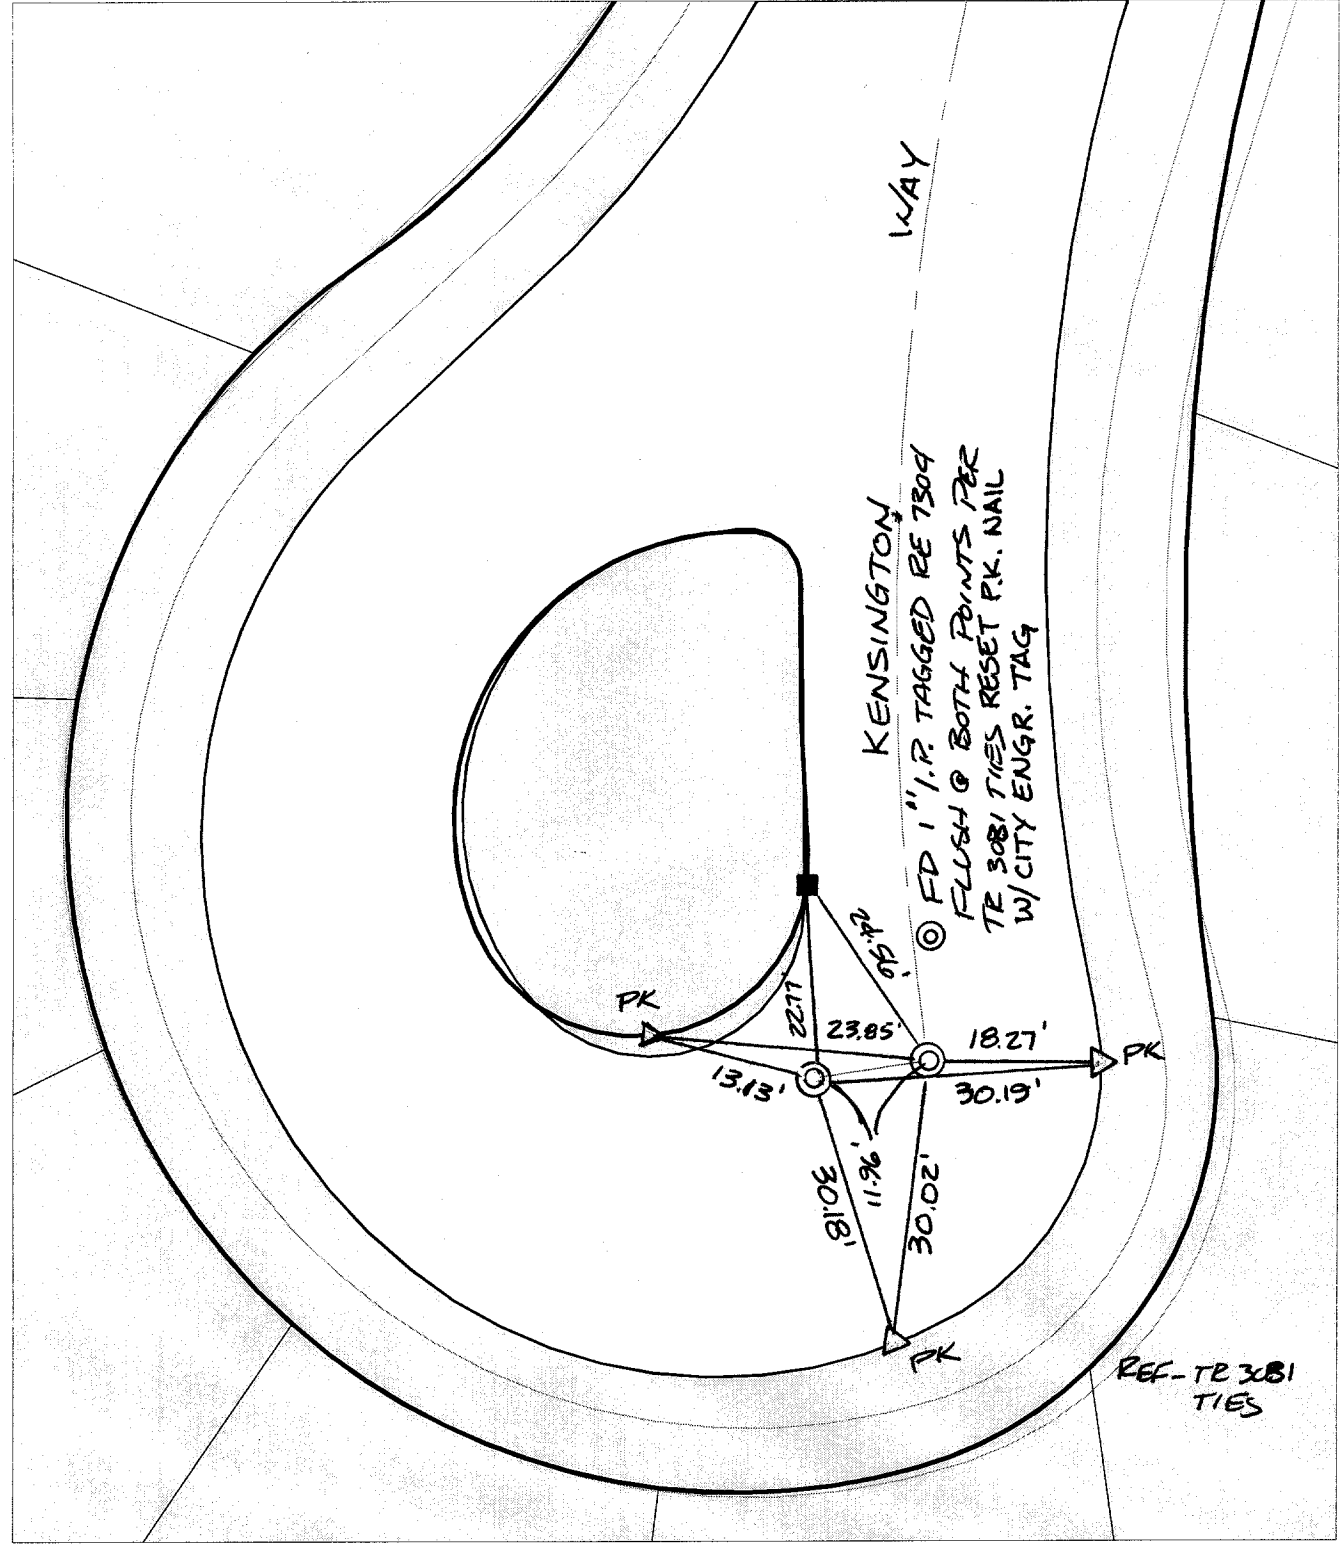 KENSINGTON WAY
FD 1" I.P. TAGGED RE 7304
FLUSH @ BOTH POINTS PER
TR 3081 TIES RESET P.K. NAIL
W/ CITY ENGR. TAG
PK
22.77'
23.85'
18.27'
PK
13.13'
30.19'
11.96'
30.18'
30.02'
PK
REF-TR 3081
TIES